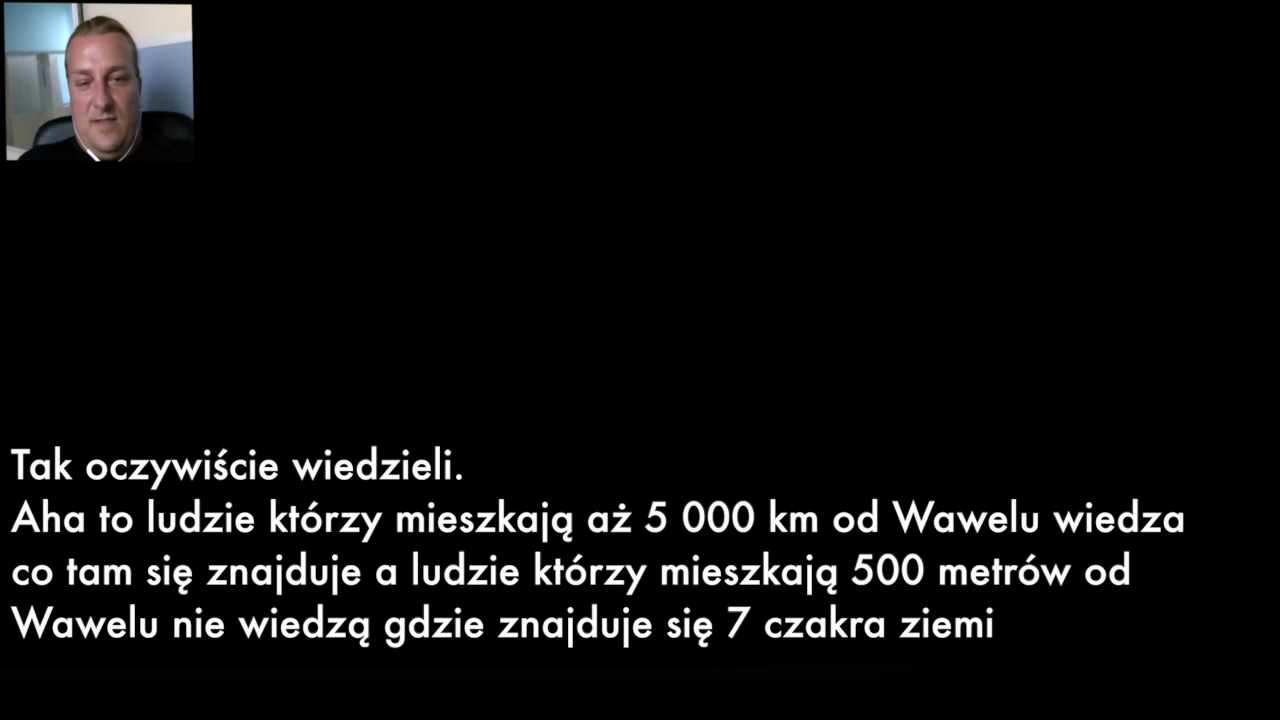 Tak oczywiście wiedzieli.
Aha to ludzie którzy mieszkają aż 5 000 km od Wawelu wiedza
co tam się znajduje a ludzie którzy mieszkają 500 metrów od
Wawelu nie wiedzą gdzie znajduje się 7 czakra ziemi